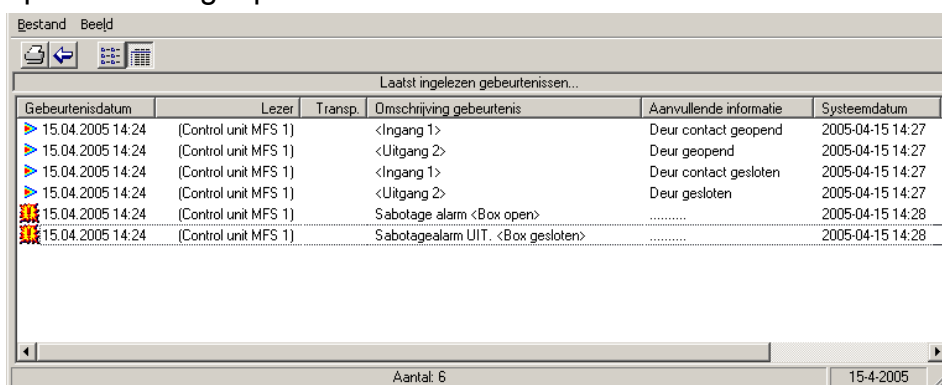 Bestand Beeld
Laatst ingelezen gebeurtenissen...
Gebeurtenisdatum Lezer Transp. Omschrijving gebeurtenis Aanvullende informatie Systeemdatum
15.04.2005 14:24 (Control unit MFS 1) <Ingang 1> Deur contact geopend 2005-04-15 14:27
15.04.2005 14:24 (Control unit MFS 1) <Uitgang 2> Deur geopend 2005-04-15 14:27
15.04.2005 14:24 (Control unit MFS 1) <Ingang 1> Deur contact gesloten 2005-04-15 14:27
15.04.2005 14:24 (Control unit MFS 1) <Uitgang 2> Deur gesloten 2005-04-15 14:27
15.04.2005 14:24 (Control unit MFS 1) Sabotage alarm <Box open> .......... 2005-04-15 14:28
15.04.2005 14:24 (Control unit MFS 1) Sabotagealarm UIT. <Box gesloten> .......... 2005-04-15 14:28
Aantal: 6 15-4-2005